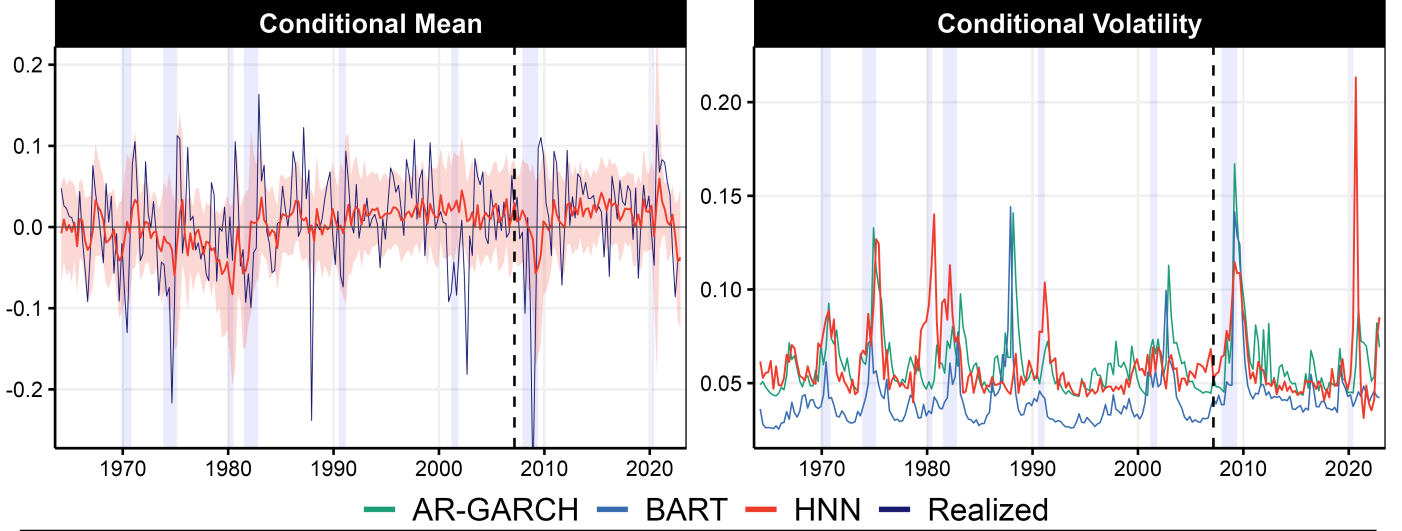 Conditional Mean
Conditional Volatility
0.2
0.1
0.0
-0.1
-0.2
0.20
0.15
0.10
0.05
1970 1980 1990 2000 2010 2020
1970 1980 1990 2000 2010 2020
AR-GARCH BART HNN Realized